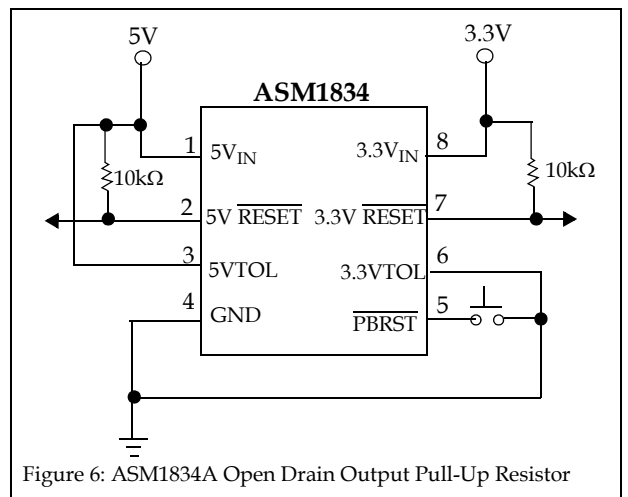 5V
3.3V
ASM1834
1
5VIN
3.3VIN
8
10kΩ
10kΩ
2
5V RESET
3.3V RESET
7
3
5VTOL
3.3VTOL
6
4
GND
PBRST
5
Figure 6: ASM1834A Open Drain Output Pull-Up Resistor